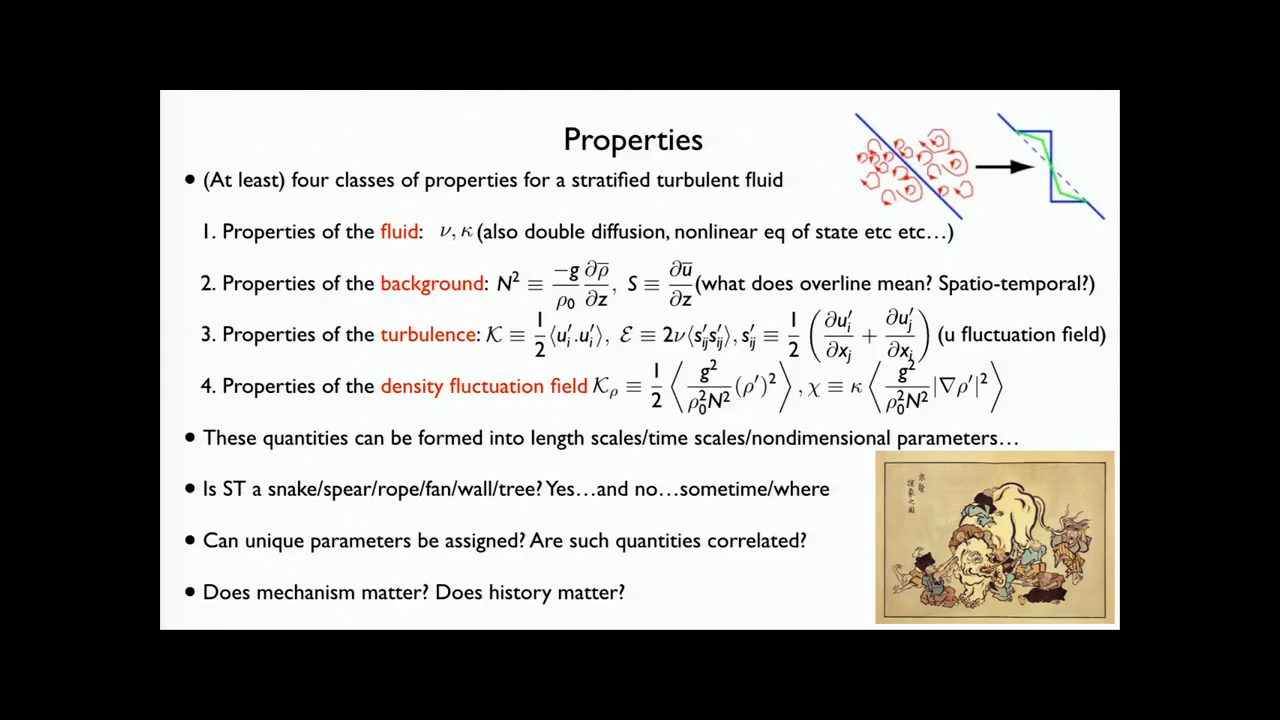 Properties
• (At least) four classes of properties for a stratified turbulent fluid
1. Properties of the fluid: ν, κ (also double diffusion, nonlinear eq of state etc etc…)
2. Properties of the background: N² ≡ −g/ρ₀ ∂ρ̅/∂z, S ≡ ∂u̅/∂z (what does overline mean? Spatio-temporal?)
3. Properties of the turbulence: 𝒦 ≡ 1/2⟨u′ᵢ.u′ᵢ⟩, ℰ ≡ 2ν⟨s′ᵢⱼs′ᵢⱼ⟩, s′ᵢⱼ ≡ 1/2(∂u′ᵢ/∂xⱼ + ∂u′ⱼ/∂xᵢ) (u fluctuation field)
4. Properties of the density fluctuation field 𝒦ᵨ ≡ 1/2⟨g²/ρ₀²N² (ρ′)²⟩, χ ≡ κ⟨g²/ρ₀²N² |∇ρ′|²⟩
• These quantities can be formed into length scales/time scales/nondimensional parameters…
• Is ST a snake/spear/rope/fan/wall/tree? Yes…and no…sometime/where
• Can unique parameters be assigned? Are such quantities correlated?
• Does mechanism matter? Does history matter?